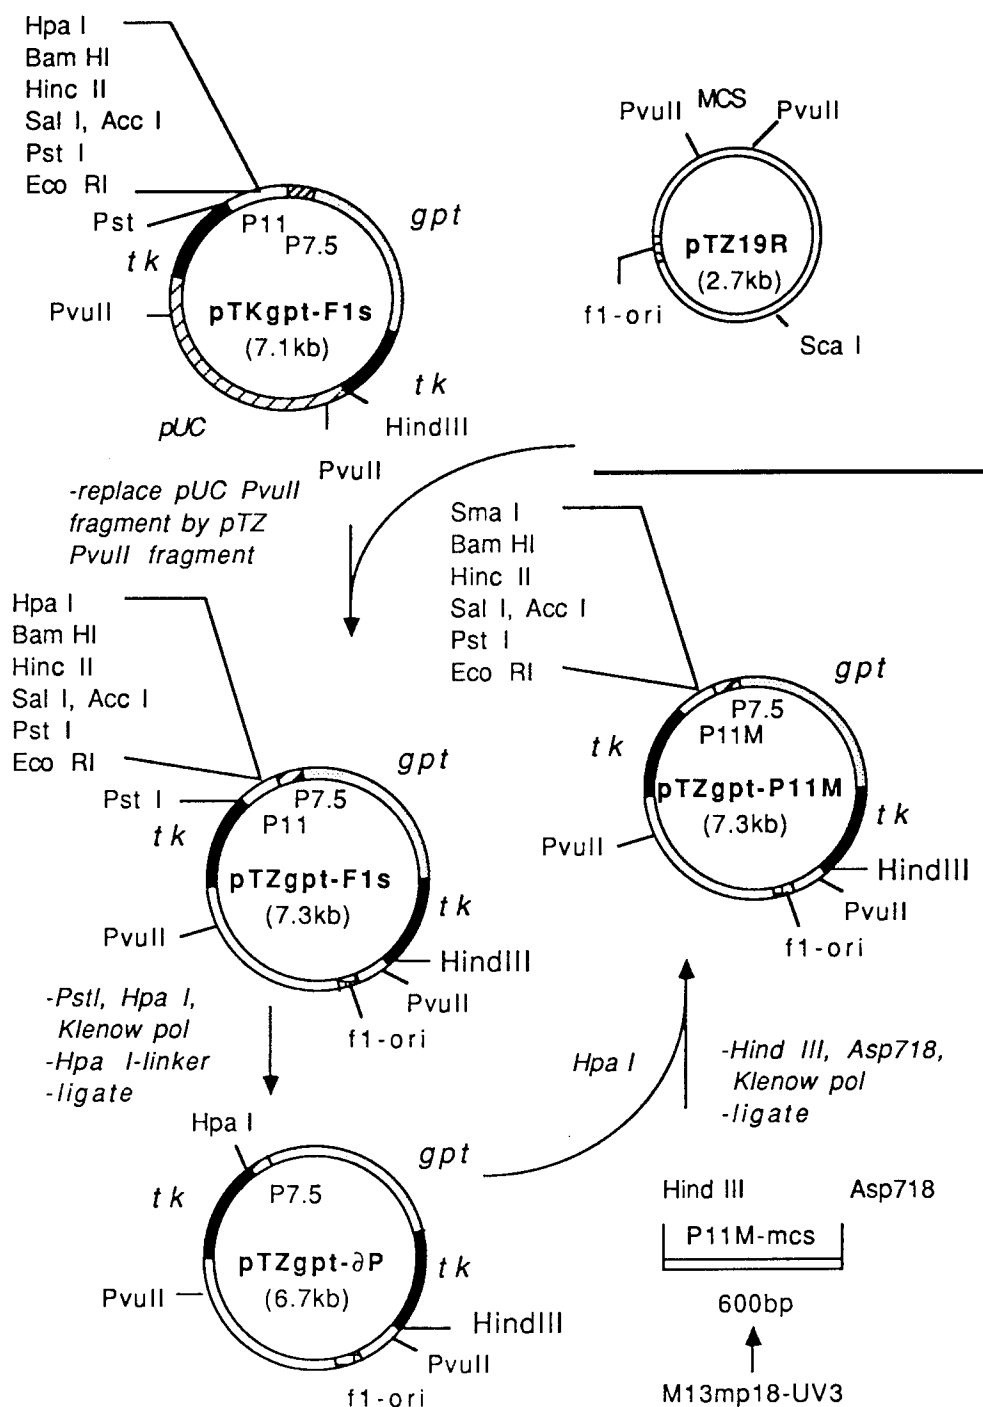 Hpa I
Bam HI
Hinc II
Sal I, Acc I
Pst I
Eco RI
Pst
P11
P7.5
gpt
tk
PvuII
pTKgpt-F1s
(7.1kb)
tk
pUC
HindIII
PvuII
PvuII
MCS
PvuII
pTZ19R
(2.7kb)
f1-ori
Sca I
-replace pUC PvuII
fragment by pTZ
PvuII fragment
Hpa I
Bam HI
Hinc II
Sal I, Acc I
Pst I
Eco RI
Pst I
P11
P7.5
gpt
tk
pTZgpt-F1s
(7.3kb)
tk
PvuII
HindIII
PvuII
f1-ori
Sma I
Bam HI
Hinc II
Sal I, Acc I
Pst I
Eco RI
gpt
P7.5
P11M
tk
pTZgpt-P11M
(7.3kb)
tk
PvuII
HindIII
PvuII
f1-ori
-PstI, Hpa I,
Klenow pol
-Hpa I-linker
-ligate
Hpa I
-Hind III, Asp718,
Klenow pol
-ligate
Hpa I
gpt
tk
P7.5
pTZgpt-∂P
(6.7kb)
tk
PvuII
HindIII
PvuII
f1-ori
Hind III
Asp718
P11M-mcs
600bp
M13mp18-UV3